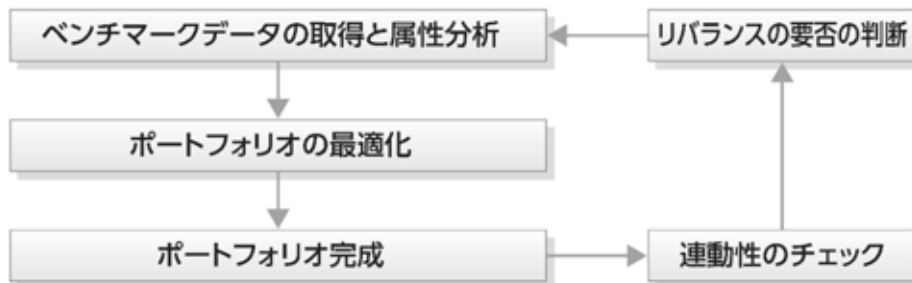 ベンチマークデータの取得と属性分析
リバランスの要否の判断
ポートフォリオの最適化
ポートフォリオ完成
連動性のチェック